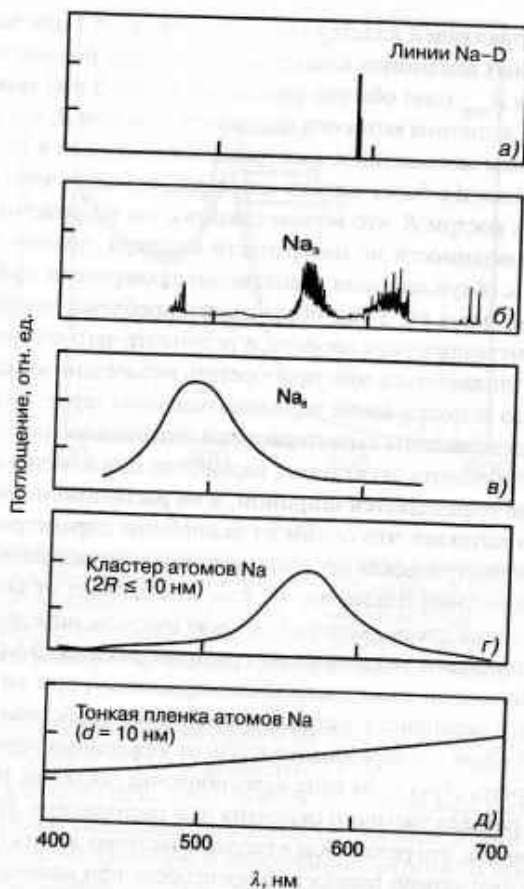 Линии Na–D
а)
Na₃
б)
Na₈
в)
Кластер атомов Na
(2R ≤ 10 нм)
г)
Тонкая пленка атомов Na
(d = 10 нм)
д)
400 500 600 700
λ, нм
Поглощение, отн. ед.